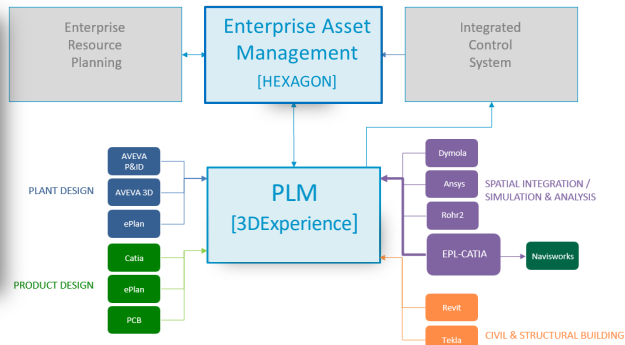 Enterprise
Resource
Planning
Enterprise Asset
Management
[HEXAGON]
Integrated
Control
System
AVEVA
P&ID
AVEVA 3D
ePlan
PLANT DESIGN
Catia
ePlan
PCB
PRODUCT DESIGN
PLM
[3DExperience]
Dymola
Ansys
Rohr2
EPL-CATIA
SPATIAL INTEGRATION /
SIMULATION & ANALYSIS
Navisworks
Revit
Tekla
CIVIL & STRUCTURAL BUILDING